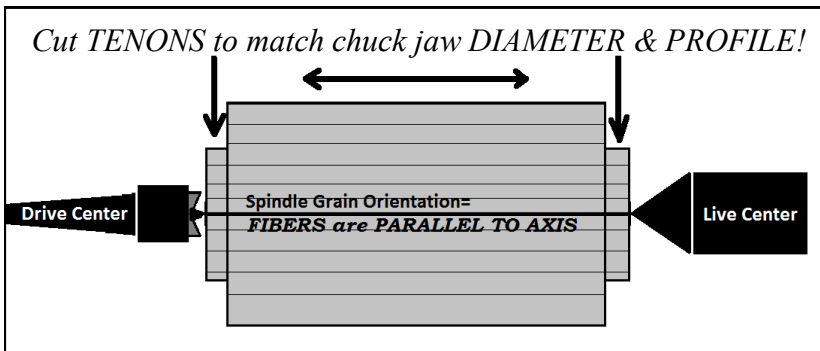 Cut TENONS to match chuck jaw DIAMETER & PROFILE!
Spindle Grain Orientation=
FIBERS are PARALLEL TO AXIS
Drive Center
Live Center